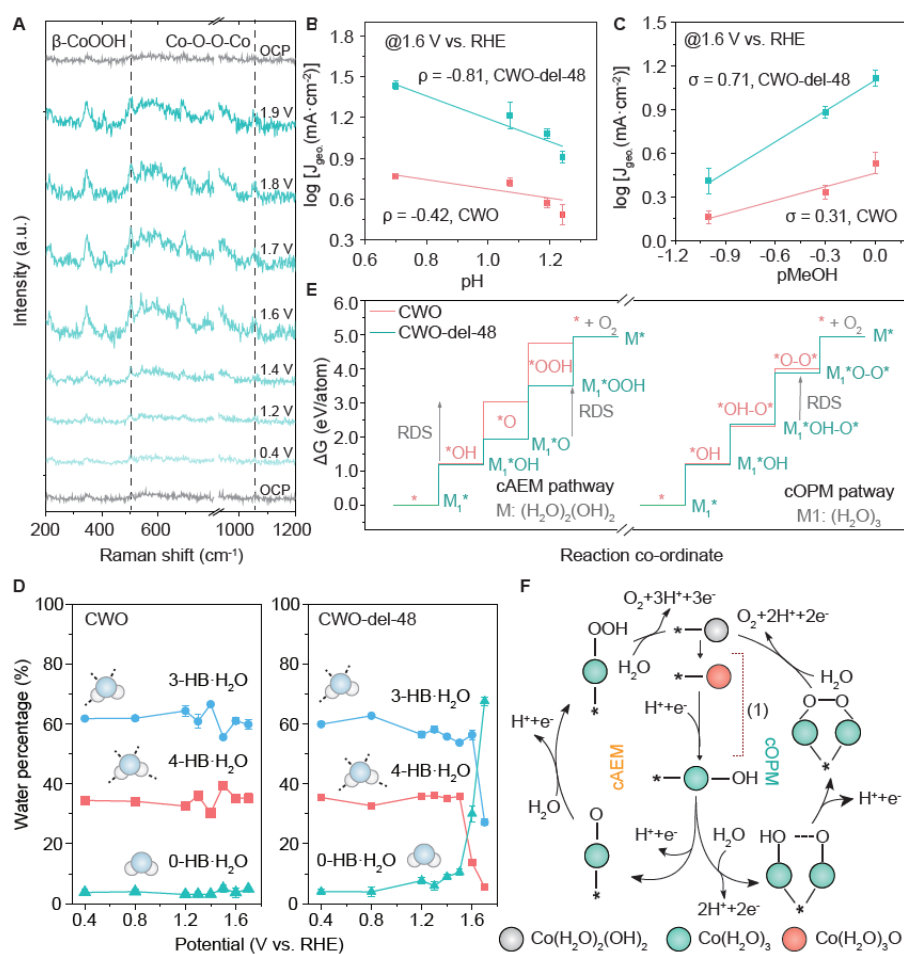 A
β-CoOOH
Co-O-O-Co
OCP
1.9 V
1.8 V
1.7 V
1.6 V
1.4 V
1.2 V
0.4 V
OCP
Intensity (a.u.)
200 400 600 800 1000 1200
Raman shift (cm⁻¹)
B
@1.6 V vs. RHE
ρ = -0.81, CWO-del-48
ρ = -0.42, CWO
log [J_geo. (mA·cm⁻²)]
1.8
1.5
1.2
0.9
0.6
0.3
0.6 0.8 1.0 1.2
pH
C
@1.6 V vs. RHE
σ = 0.71, CWO-del-48
σ = 0.31, CWO
log [J_geo. (mA·cm⁻²)]
1.5
1.2
0.9
0.6
0.3
0.0
-1.2 -0.9 -0.6 -0.3 0.0
pMeOH
E
CWO
CWO-del-48
ΔG (eV/atom)
6.0
5.0
4.0
3.0
2.0
1.0
0.0
*
M₁*
*OH
M₁*OH
RDS
*O
M₁*O
*OOH
M₁*OOH
RDS
* + O₂
M*
cAEM pathway
M: (H₂O)₂(OH)₂
*
M₁*
*OH
M₁*OH
*OH-O*
M₁*OH-O*
*O-O*
M₁*O-O*
RDS
* + O₂
M*
cOPM patway
M1: (H₂O)₃
Reaction co-ordinate
D
CWO
3-HB·H₂O
4-HB·H₂O
0-HB·H₂O
CWO-del-48
3-HB·H₂O
4-HB·H₂O
0-HB·H₂O
Water percentage (%)
100
80
60
40
20
0
0.4 0.8 1.2 1.6
0.4 0.8 1.2 1.6
Potential (V vs. RHE)
F
O₂+3H⁺+3e⁻
O₂+2H⁺+2e⁻
OOH
H₂O
*
*
*
H₂O
O O
*
H⁺+e⁻
(1)
H⁺+e⁻
H₂O
cAEM
cOPM
* OH
H⁺+e⁻
O
*
H⁺+e⁻
H₂O
2H⁺+2e⁻
HO O
*
Co(H₂O)₂(OH)₂
Co(H₂O)₃
Co(H₂O)₃O